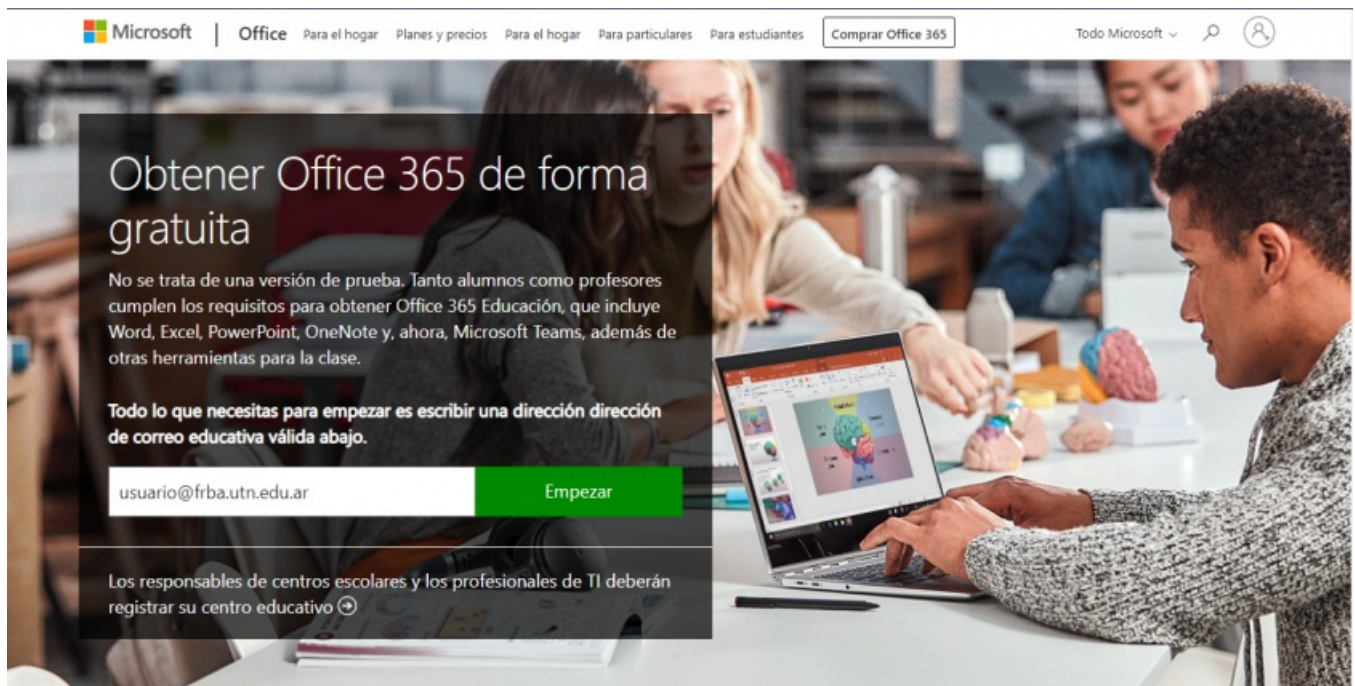 Microsoft | Office Para el hogar Planes y precios Para el hogar Para particulares Para estudiantes Comprar Office 365 Todo Microsoft
Obtener Office 365 de forma
gratuita
No se trata de una versión de prueba. Tanto alumnos como profesores
cumplen los requisitos para obtener Office 365 Educación, que incluye
Word, Excel, PowerPoint, OneNote y, ahora, Microsoft Teams, además de
otras herramientas para la clase.
Todo lo que necesitas para empezar es escribir una dirección dirección
de correo educativa válida abajo.
usuario@frba.utn.edu.ar Empezar
Los responsables de centros escolares y los profesionales de TI deberán
registrar su centro educativo